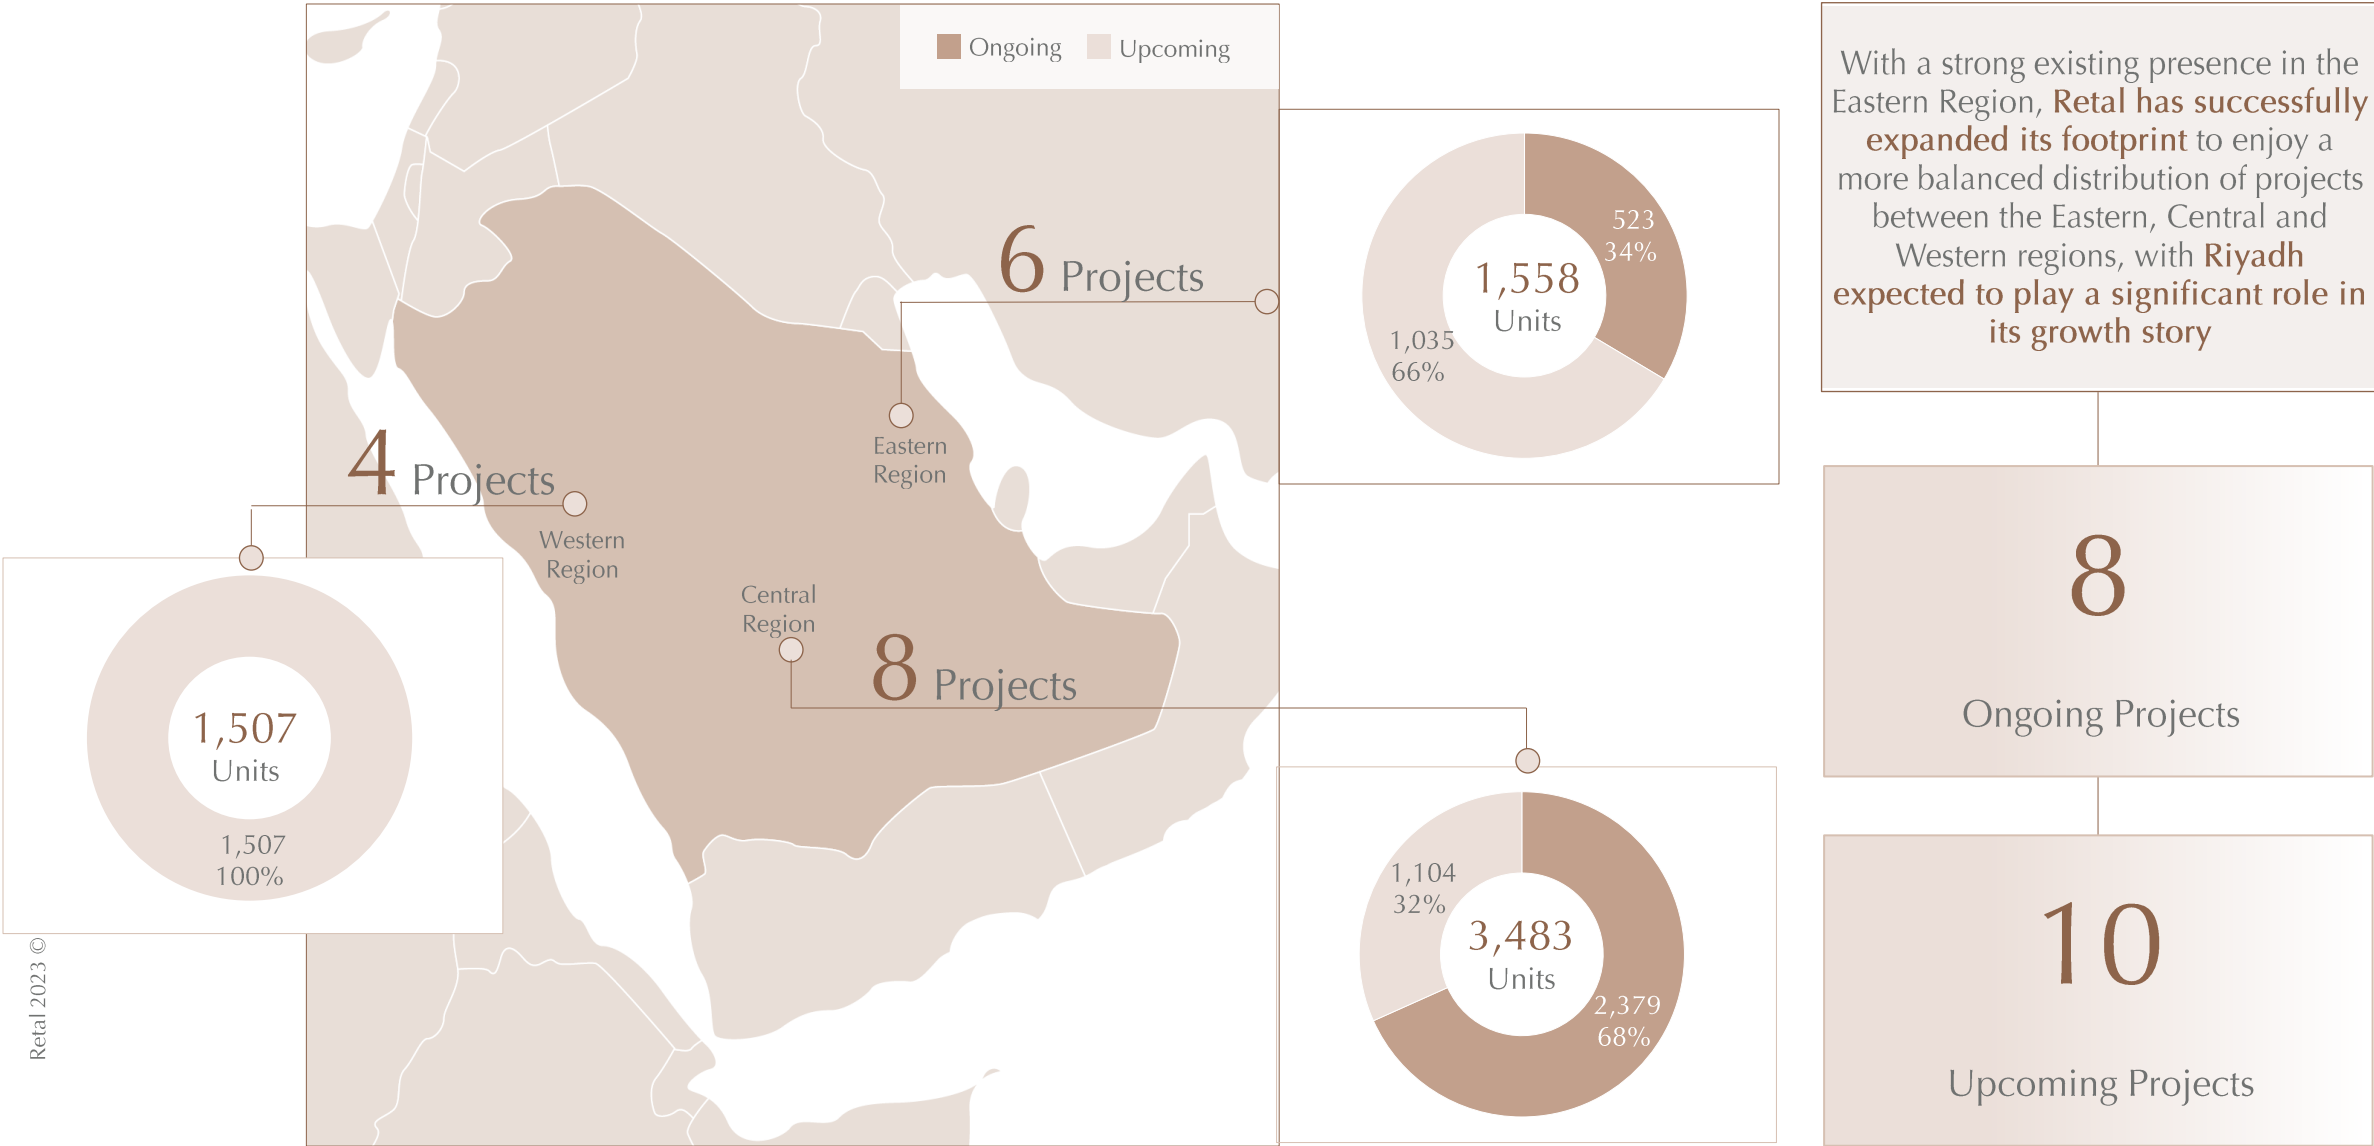 Ongoing
Upcoming
6 Projects
Eastern
Region
523
34%
1,558
Units
1,035
66%
4 Projects
Western
Region
1,507
Units
1,507
100%
Central
Region
8 Projects
1,104
32%
3,483
Units
2,379
68%
With a strong existing presence in the
Eastern Region, Retal has successfully
expanded its footprint to enjoy a
more balanced distribution of projects
between the Eastern, Central and
Western regions, with Riyadh
expected to play a significant role in
its growth story
8
Ongoing Projects
10
Upcoming Projects
Retal 2023 ©